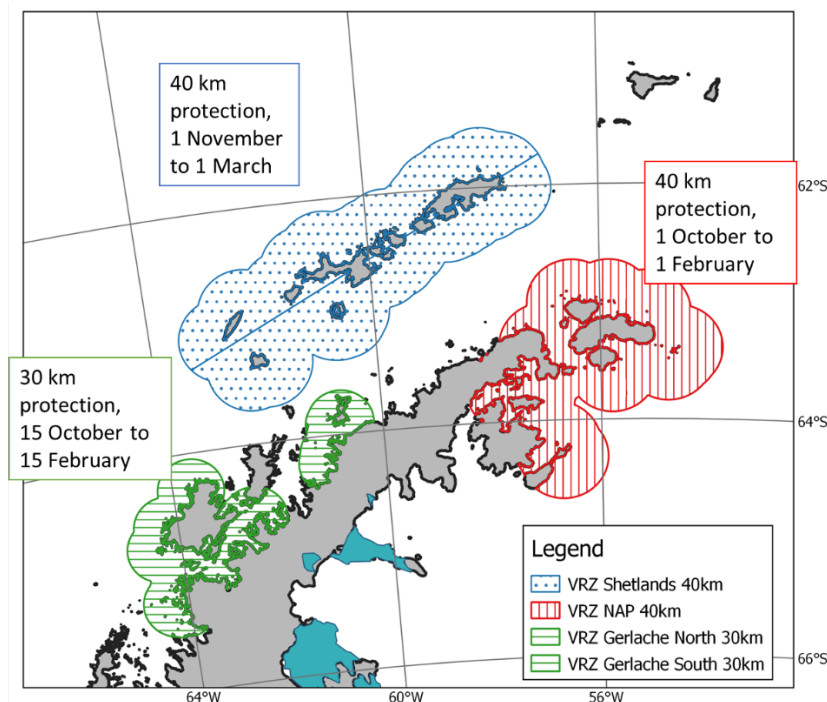 40 km
protection,
1 November
to 1 March
40 km
protection,
1 October to
1 February
62°S
30 km
protection,
15 October to
15 February
64°S
Legend
VRZ Shetlands 40km
VRZ NAP 40km
VRZ Gerlache North 30km
VRZ Gerlache South 30km
66°S
64°W
60°W
56°W